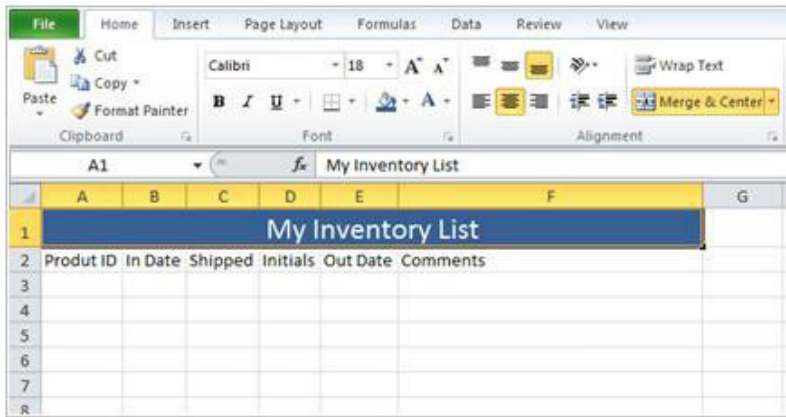 File Home Insert Page Layout Formulas Data Review View
Cut
Copy
Format Painter
Paste
Calibri 18 A A Wrap Text
B I U A Merge & Center
Clipboard Font Alignment
A1 fx My Inventory List
A B C D E F G
1 My Inventory List
2 Produt ID In Date Shipped Initials Out Date Comments
3
4
5
6
7
8